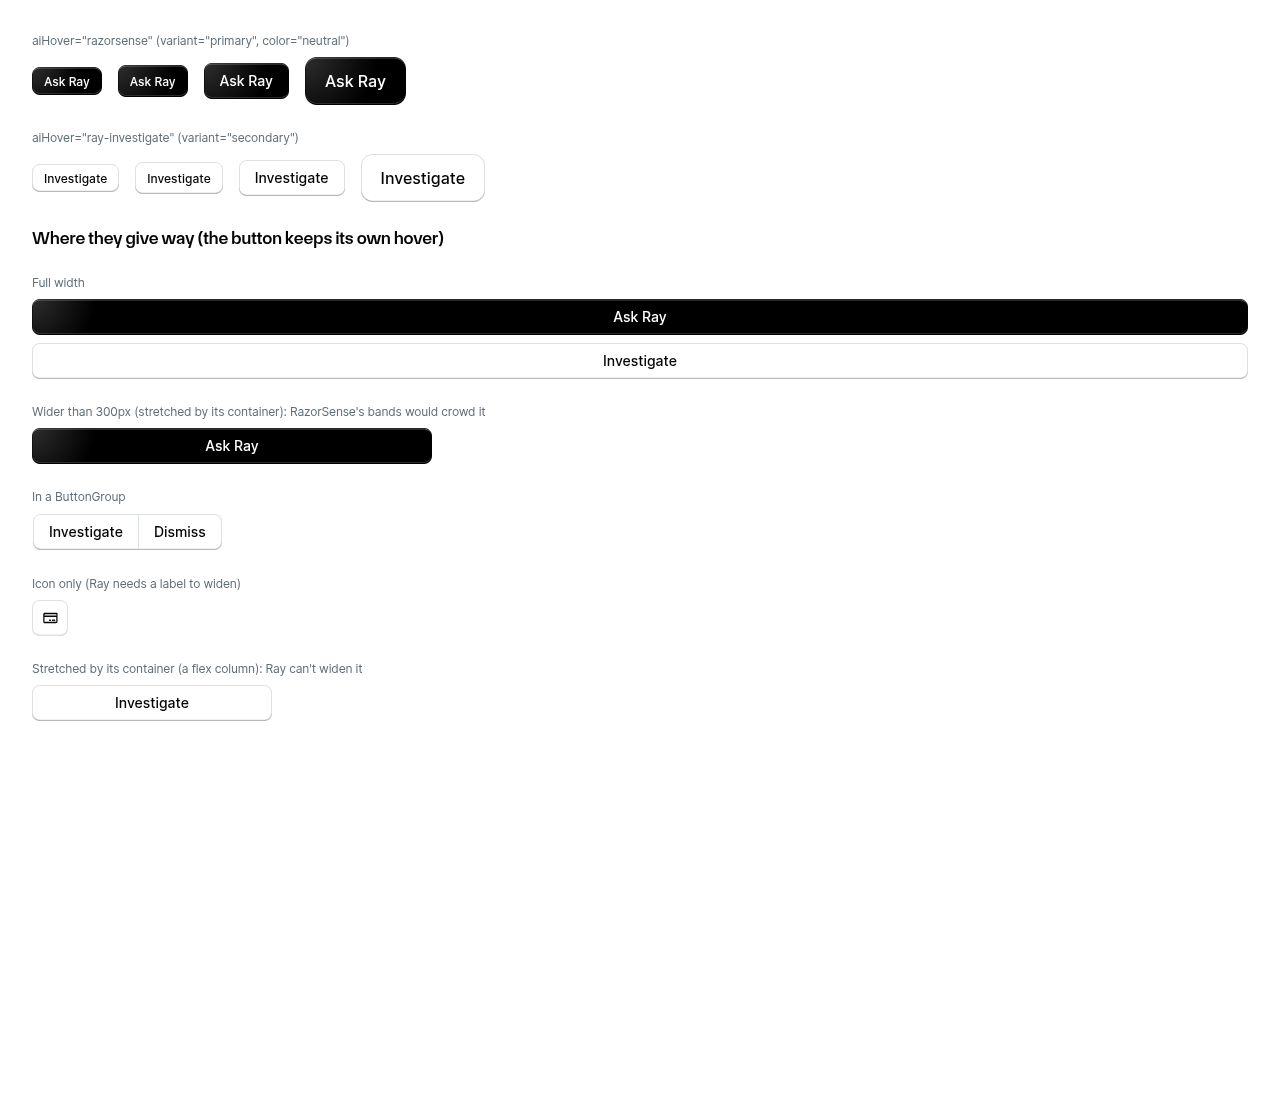 aiHover="razorsense" (variant="primary", color="neutral")
Ask Ray Ask Ray Ask Ray Ask Ray
aiHover="ray-investigate" (variant="secondary")
Investigate Investigate Investigate Investigate
Where they give way (the button keeps its own hover)
Full width
Ask Ray
Investigate
Wider than 300px (stretched by its container): RazorSense's bands would crowd it
Ask Ray
In a ButtonGroup
Investigate Dismiss
Icon only (Ray needs a label to widen)
Stretched by its container (a flex column): Ray can't widen it
Investigate